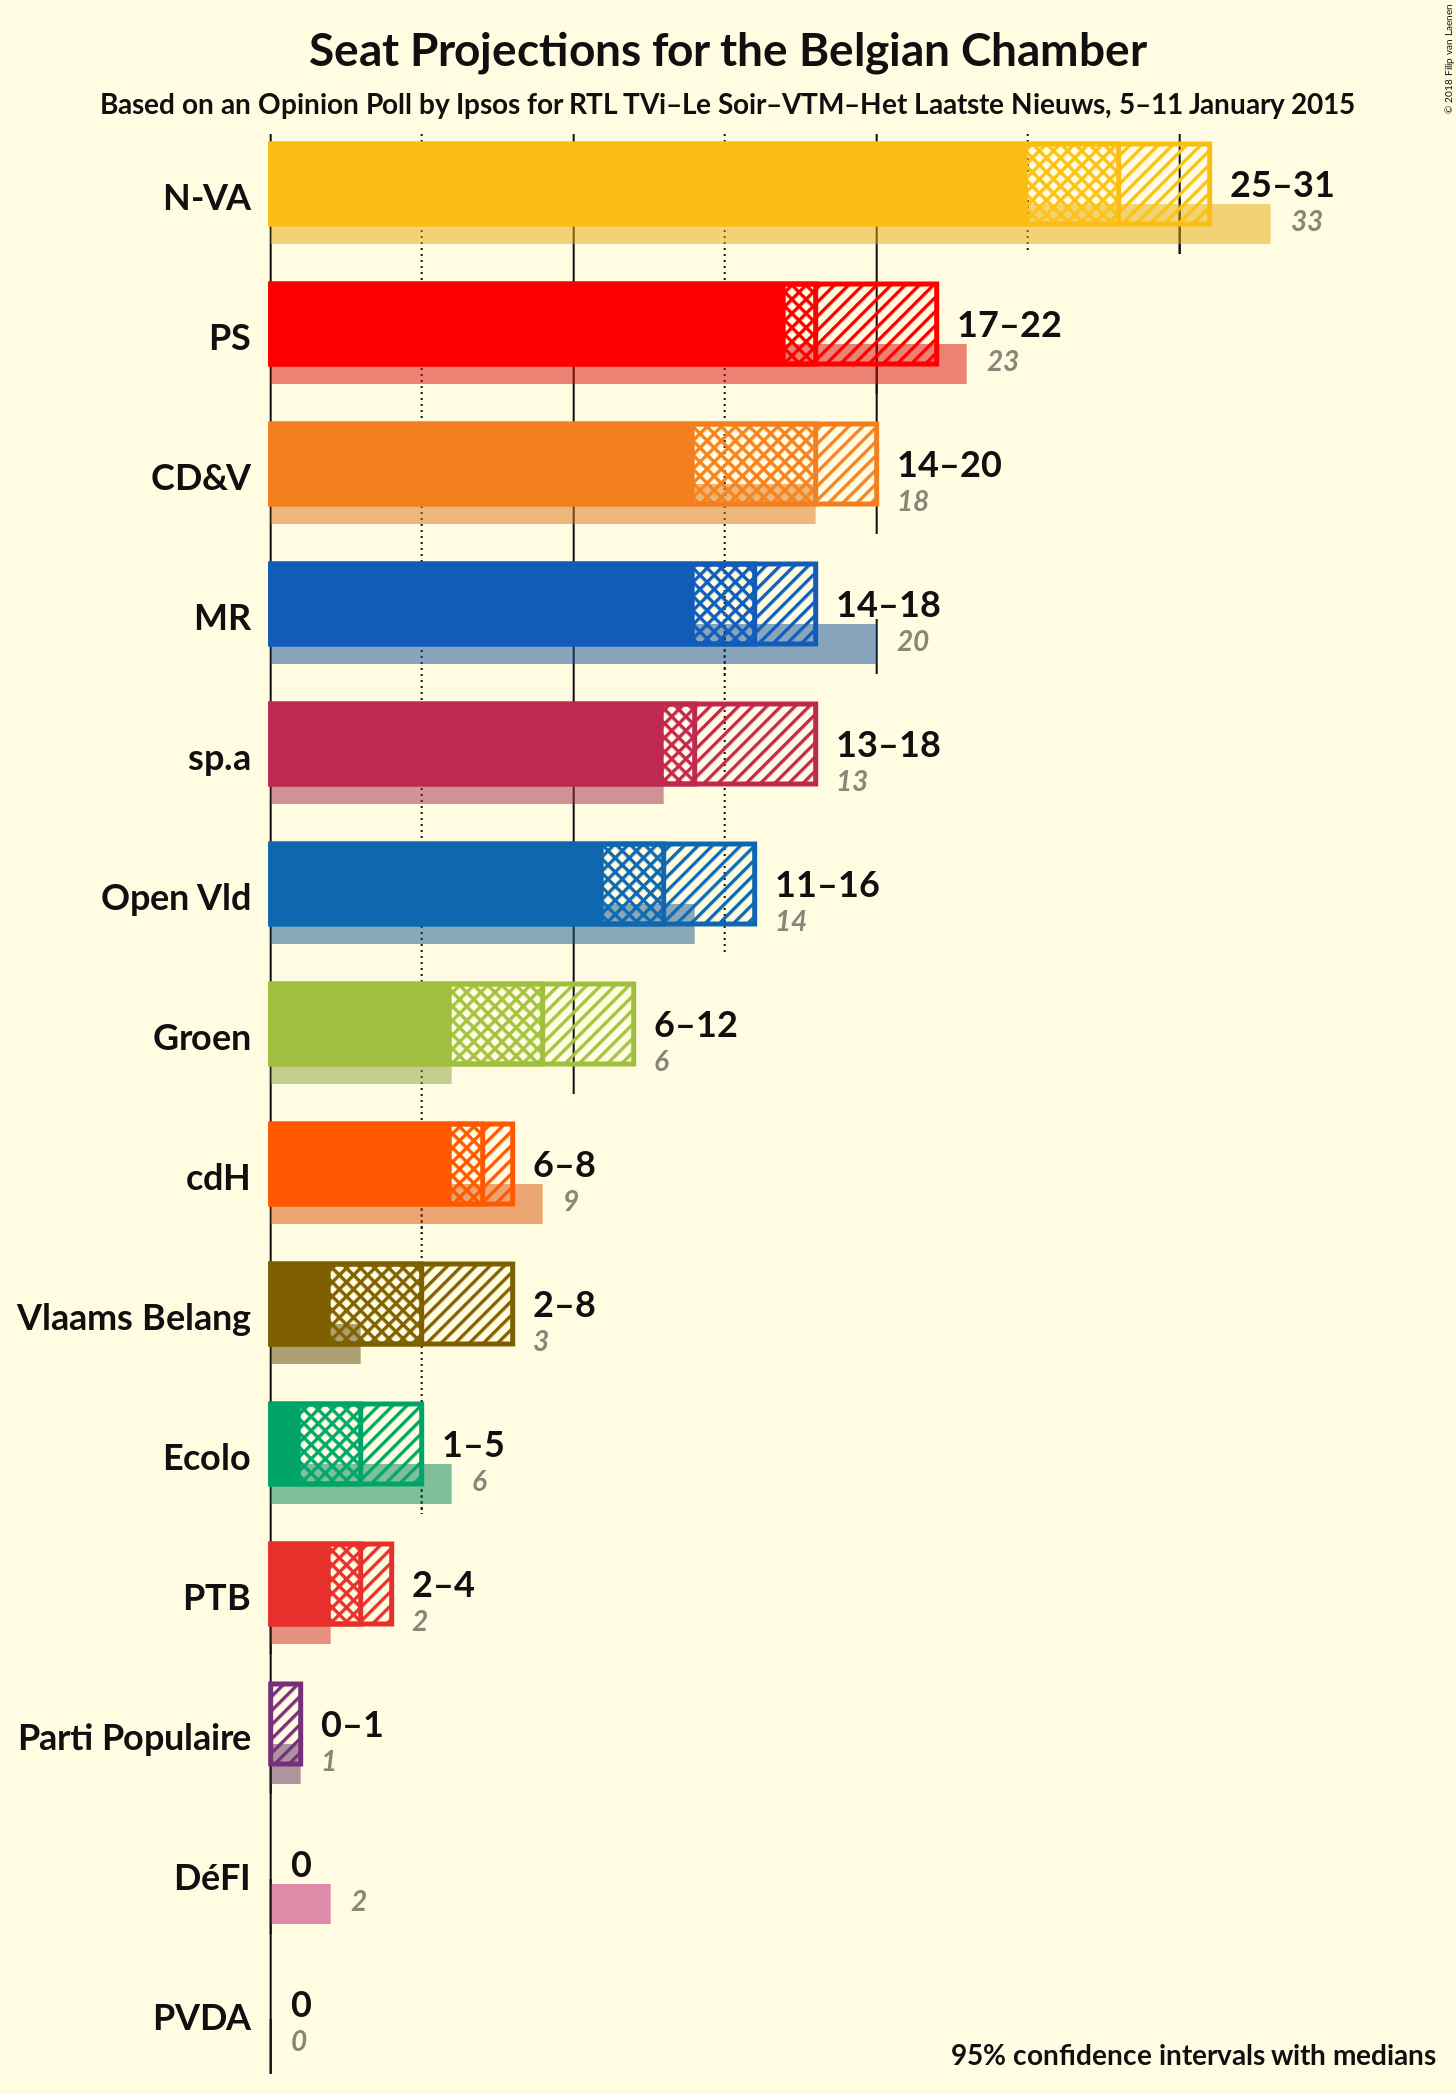 Seat Projections for the Belgian Chamber
Based on an Opinion Poll by Ipsos for RTL TVi–Le Soir–VTM–Het Laatste Nieuws, 5–11 January 2015
© 2018 Filip van Laenen
N-VA
25–31
33
PS
17–22
23
CD&V
14–20
18
MR
14–18
20
sp.a
13–18
13
Open Vld
11–16
14
Groen
6–12
6
cdH
6–8
9
Vlaams Belang
2–8
3
Ecolo
1–5
6
PTB
2–4
2
Parti Populaire
0–1
1
DéFI
0
2
PVDA
0
0
95% confidence intervals with medians